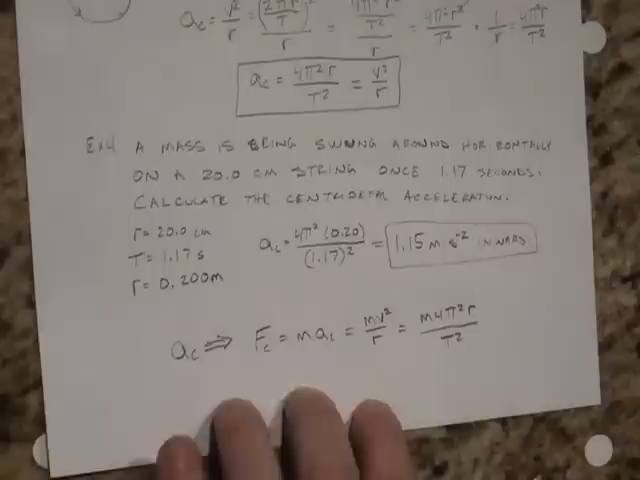 a_c = v²/r = (2πr/T)²/r = 4π²r²/T²/r = 4π²r²/T² · 1/r = 4π²r/T²
a_c = 4π²r/T² = v²/r
EX4 A MASS IS BEING SWUNG AROUND HORIZONTALLY
ON A 20.0 CM STRING ONCE 1.17 SECONDS.
CALCULATE THE CENTRIPETAL ACCELERATION.
r = 20.0 cm
T = 1.17 s
r = 0.200 m
a_c = 4π²(0.20)/(1.17)² = 1.15 m s⁻² INWARD
a_c ⇒ F_c = ma_c = mv²/r = m4π²r/T²